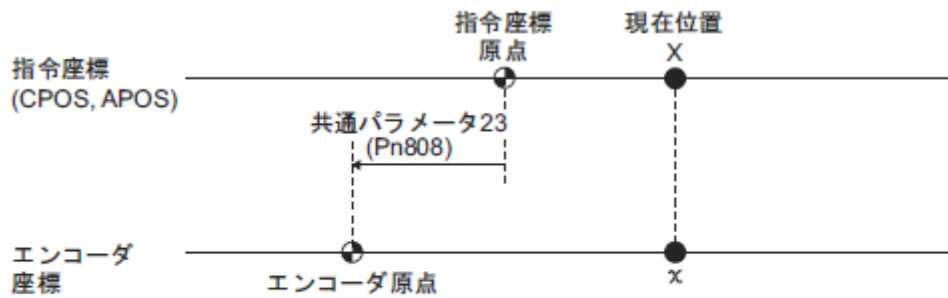 指令座標
原点
現在位置
X
指令座標
(CPOS, APOS)
共通パラメータ23
(Pn808)
エンコーダ
座標
エンコーダ原点
x